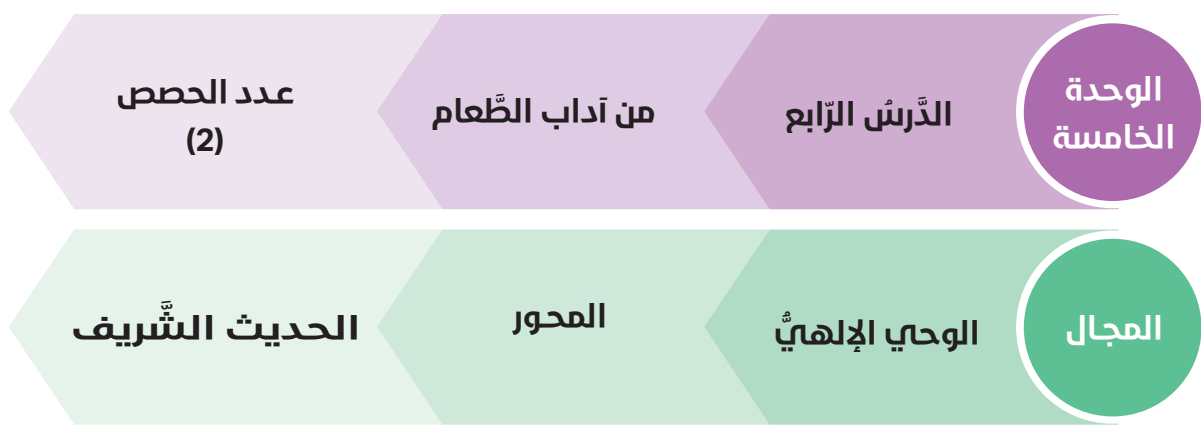 الوحدة
الخامسة
الدَّرسُ الرّابع
من آداب الطَّعام
عدد الحصص
(2)
المجال
الوحي الإلهيُّ
المحور
الحديث الشَّريف